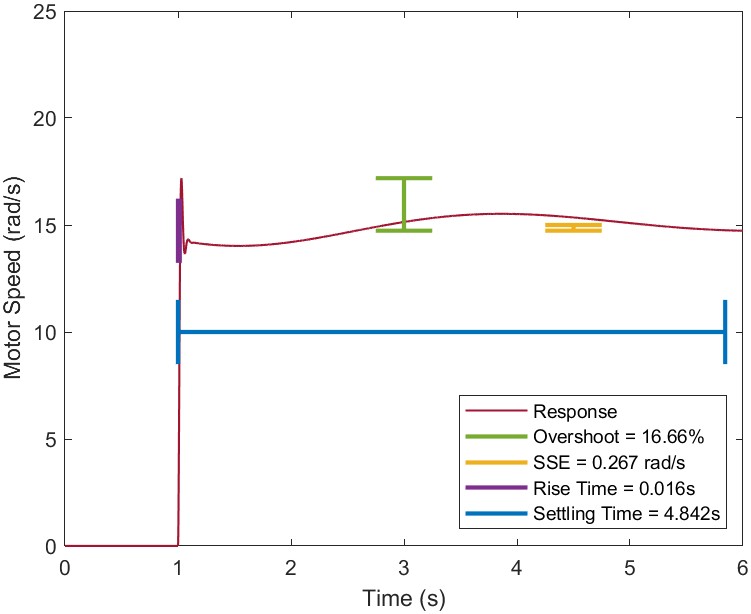 25
20
15
10
5
0
Motor Speed (rad/s)
Response
Overshoot = 16.66%
SSE = 0.267 rad/s
Rise Time = 0.016s
Settling Time = 4.842s
0 1 2 3 4 5 6
Time (s)